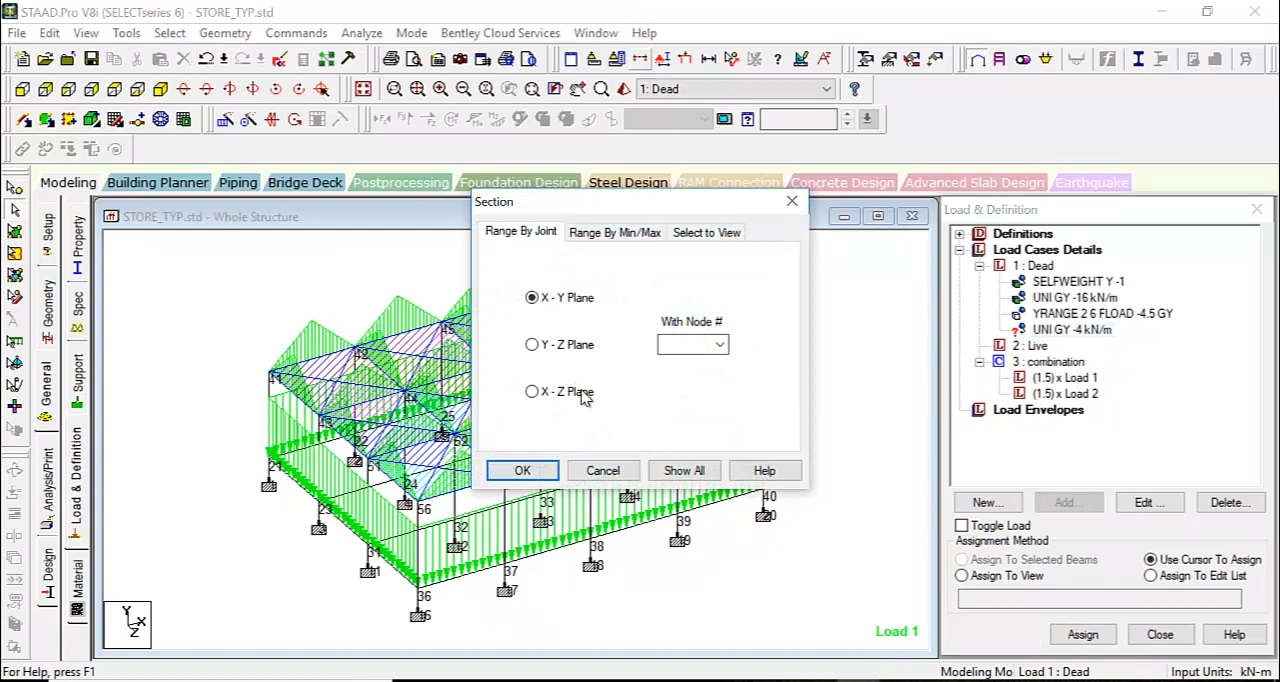 STAAD.Pro V8i (SELECTseries 6) - STORE_TYP.std
File Edit View Tools Select Geometry Commands Analyze Mode Bentley Cloud Services Window Help
1: Dead
Modeling Building Planner Piping Bridge Deck Postprocessing Foundation Design Steel Design RAM Connection Concrete Design Advanced Slab Design Earthquake
STORE_TYP.std - Whole Structure
Setup
Geometry
General
Analysis/Print
Design
Property
Spec
Support
Load & Definition
Material
Section
Range By Joint Range By Min/Max Select to View
X - Y Plane
With Node #
Y - Z Plane
X - Z Plane
OK Cancel Show All Help
Load 1
Y
X
Z
Load & Definition
Definitions
Load Cases Details
1 : Dead
SELFWEIGHT Y -1
UNI GY -16 kN/m
YRANGE 2 6 FLOAD -4.5 GY
UNI GY -4 kN/m
2 : Live
3 : combination
(1.5) x Load 1
(1.5) x Load 2
Load Envelopes
New... Add... Edit ... Delete...
Toggle Load
Assignment Method
Assign To Selected Beams Use Cursor To Assign
Assign To View Assign To Edit List
Assign Close Help
For Help, press F1
Modeling Mo Load 1 : Dead Input Units: kN-m